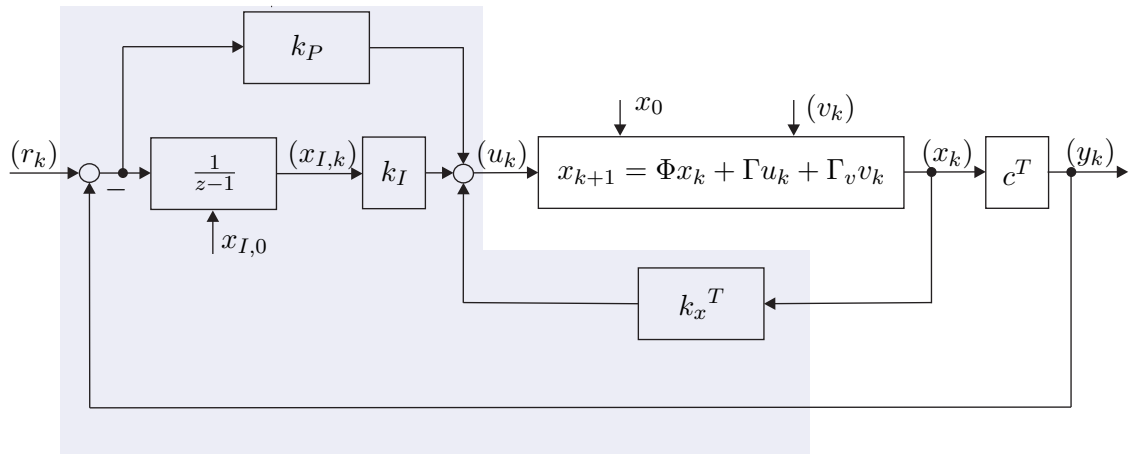 k_P
x_0
(v_k)
(r_k)
−
\frac{1}{z-1}
(x_{I,k})
k_I
(u_k)
x_{k+1} = Φx_k + Γu_k + Γ_v v_k
(x_k)
c^T
(y_k)
x_{I,0}
k_x^T